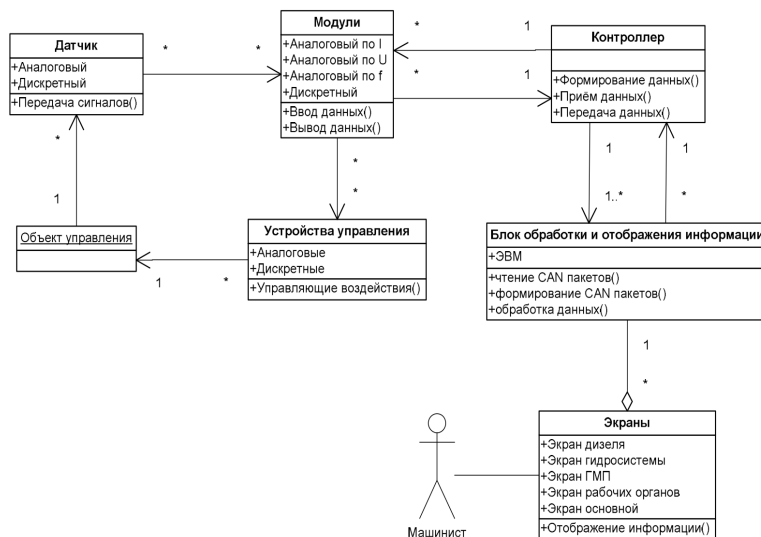 Датчик
+Аналоговый
+Дискретный
+Передача сигналов()
*
*
Модули
+Аналоговый по I
+Аналоговый по U
+Аналоговый по f
+Дискретный
+Ввод данных()
+Вывод данных()
*
1
*
1
Контроллер
+Формирование данных()
+Приём данных()
+Передача данных()
*
1
*
*
1
1..*
1
*
Объект управления
1
*
Устройства управления
+Аналоговые
+Дискретные
+Управляющие воздействия()
Блок обработки и отображения информации
+ЭВМ
+чтение CAN пакетов()
+формирование CAN пакетов()
+обработка данных()
1
*
Машинист
Экраны
+Экран дизеля
+Экран гидросистемы
+Экран ГМП
+Экран рабочих органов
+Экран основной
+Отображение информации()